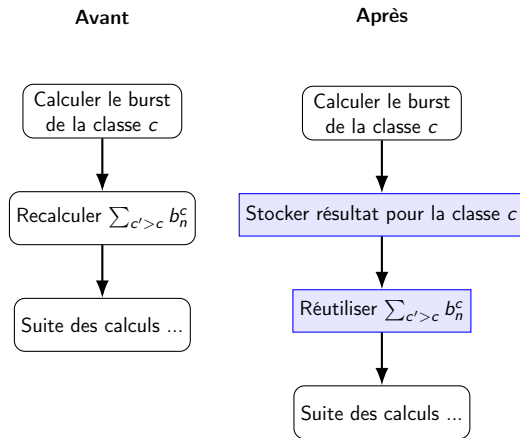 Avant
Calculer le burst
de la classe c
Recalculer ∑_{c'>c} b_n^c
Suite des calculs ...
Après
Calculer le burst
de la classe c
Stocker résultat pour la classe c
Réutiliser ∑_{c'>c} b_n^c
Suite des calculs ...